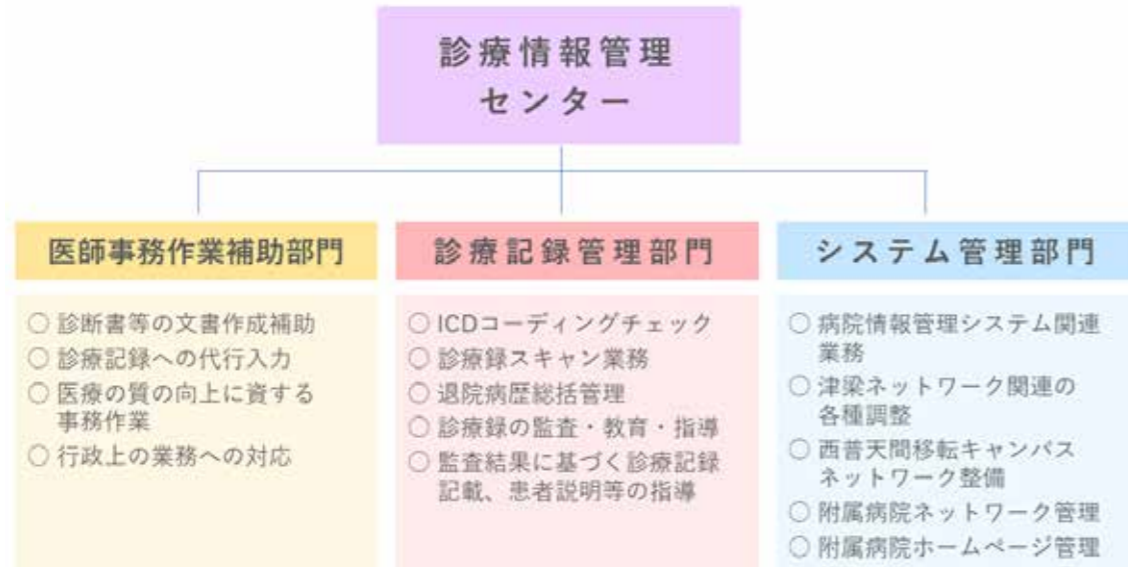 診療情報管理
センター
医師事務作業補助部門
○ 診断書等の文書作成補助
○ 診療記録への代行入力
○ 医療の質の向上に資する
事務作業
○ 行政上の業務への対応
診療記録管理部門
○ ICDコーディングチェック
○ 診療録スキャン業務
○ 退院病歴総括管理
○ 診療録の監査・教育・指導
○ 監査結果に基づく診療記録
記載、患者説明等の指導
システム管理部門
○ 病院情報管理システム関連
業務
○ 津梁ネットワーク関連の
各種調整
○ 西普天間移転キャンパス
ネットワーク整備
○ 附属病院ネットワーク管理
○ 附属病院ホームページ管理